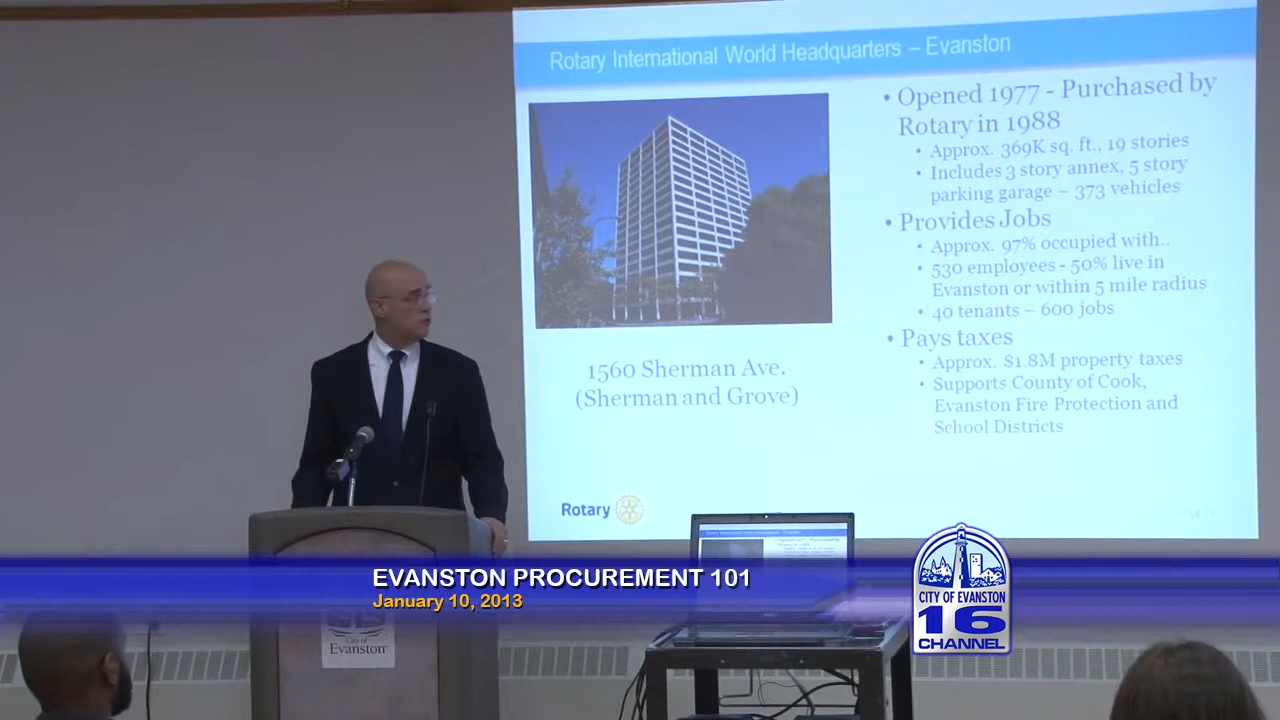 Rotary International World Headquarters – Evanston
• Opened 1977 - Purchased by
Rotary in 1988
• Approx. 369K sq. ft., 19 stories
• Includes 3 story annex, 5 story
parking garage – 373 vehicles
• Provides Jobs
• Approx. 97% occupied with..
• 530 employees - 50% live in
Evanston or within 5 mile radius
• 40 tenants – 600 jobs
• Pays taxes
• Approx. $1.8M property taxes
• Supports County of Cook,
Evanston Fire Protection and
School Districts
1560 Sherman Ave.
(Sherman and Grove)
Rotary
EVANSTON PROCUREMENT 101
January 10, 2013
CITY OF EVANSTON
16
CHANNEL
City of
Evanston